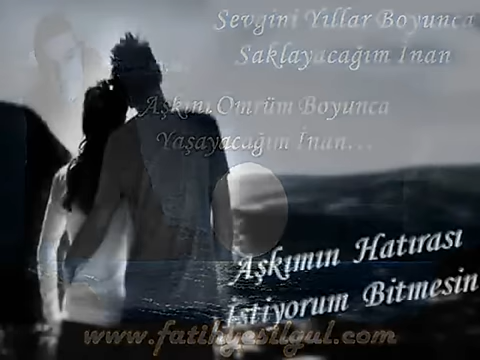 Sevgini Yıllar Boyunca
Saklayacağım İnan
Aşkını Ömrüm Boyunca
Yaşayacağım İnan...
Aşkımın Hatırası
İstiyorum Bitmesin
www.fatihyesilgul.com